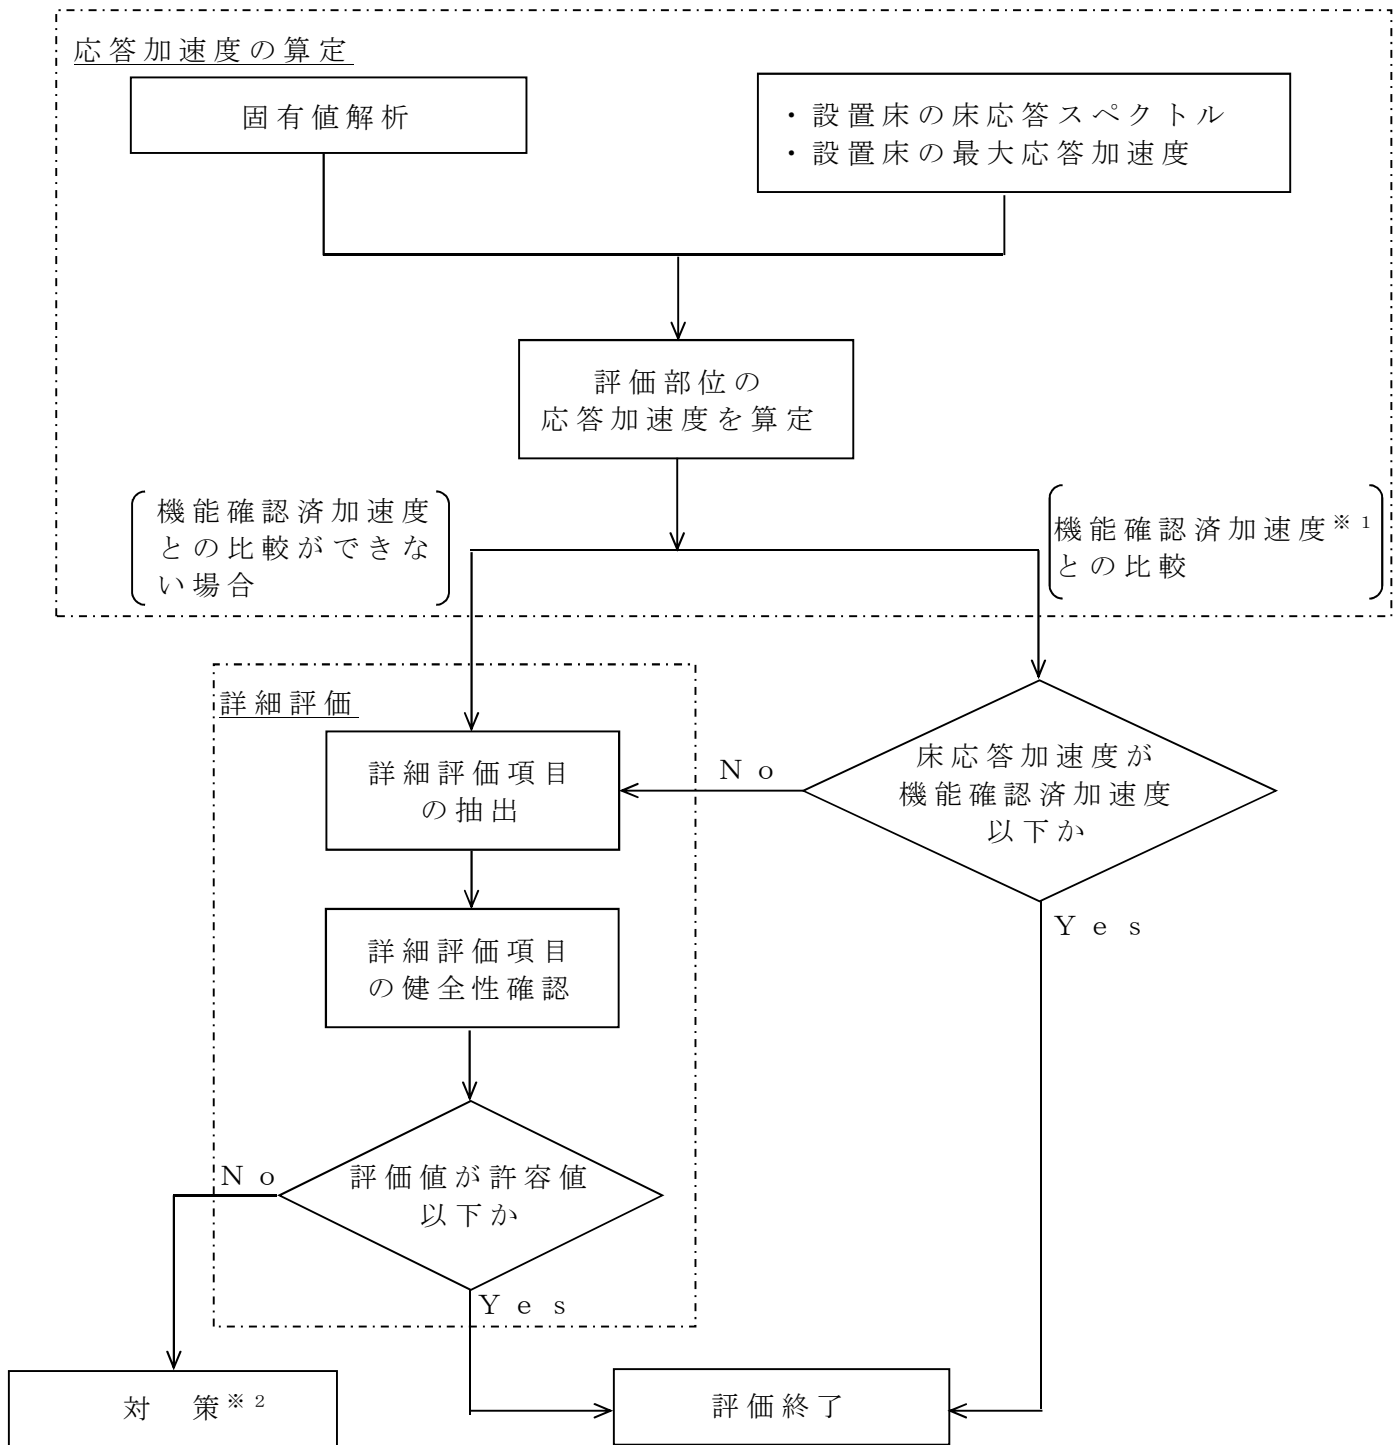 応答加速度の算定
固有値解析
・設置床の床応答スペクトル
・設置床の最大応答加速度
評価部位の
応答加速度を算定
機能確認済加速度
との比較ができな
い場合
機能確認済加速度※1
との比較
詳細評価
床応答加速度が
機能確認済加速度
以下か
No
詳細評価項目
の抽出
Yes
詳細評価項目
の健全性確認
No
評価値が許容値
以下か
Yes
対 策※2
評価終了